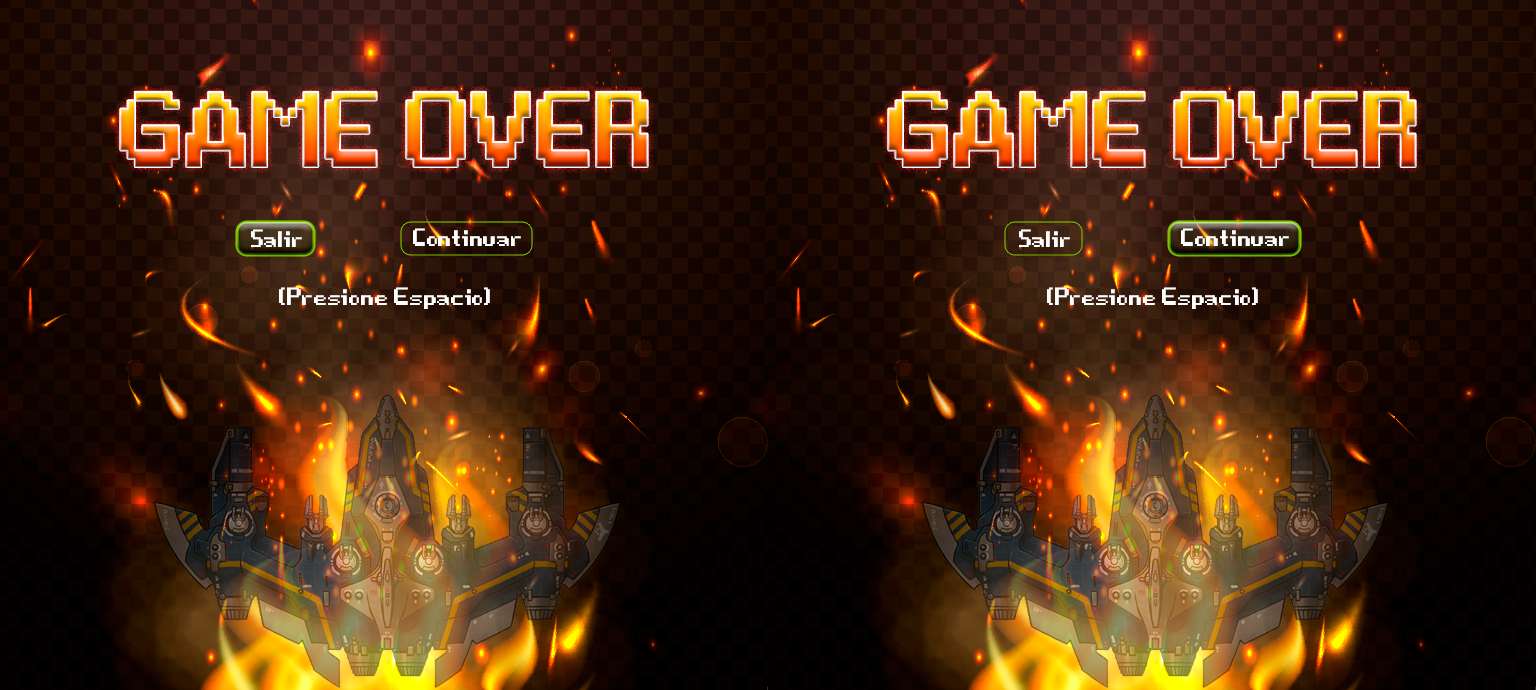 GAME OVER
Salir Continuar
(Presione Espacio)
GAME OVER
Salir Continuar
(Presione Espacio)